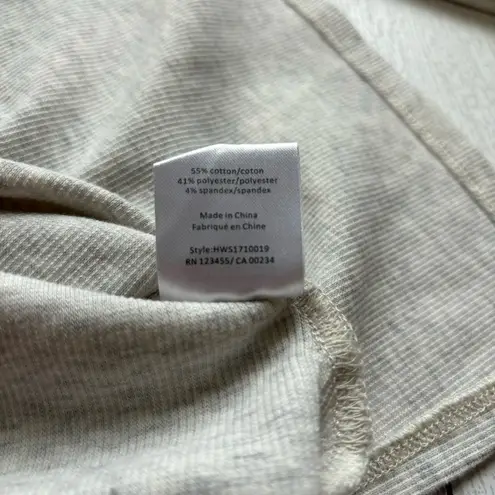 55% cotton/coton
41% polyester/polyester
4% spandex/spandex
Made in China
Fabriqué en Chine
Style:HWS1710019
RN 123455/ CA 00234